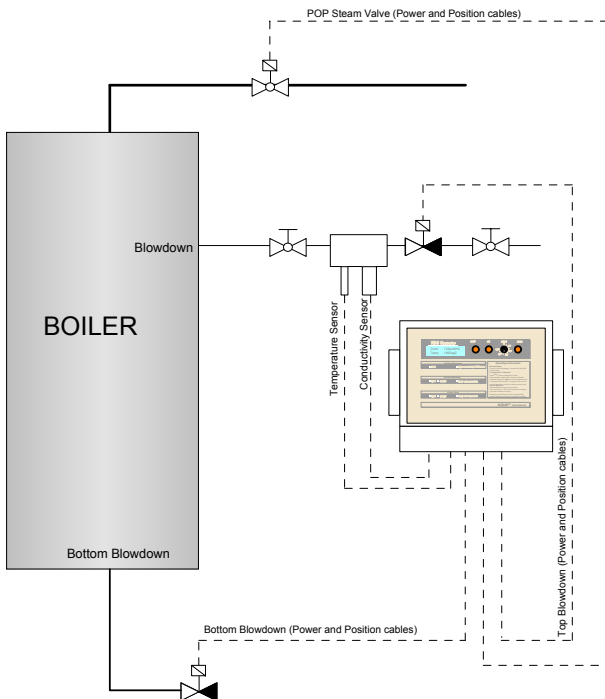 POP Steam Valve (Power and Position cables)
Blowdown
BOILER
Temperature Sensor
Conductivity Sensor
Top Blowdown (Power and Position cables)
Bottom Blowdown
Bottom Blowdown (Power and Position cables)